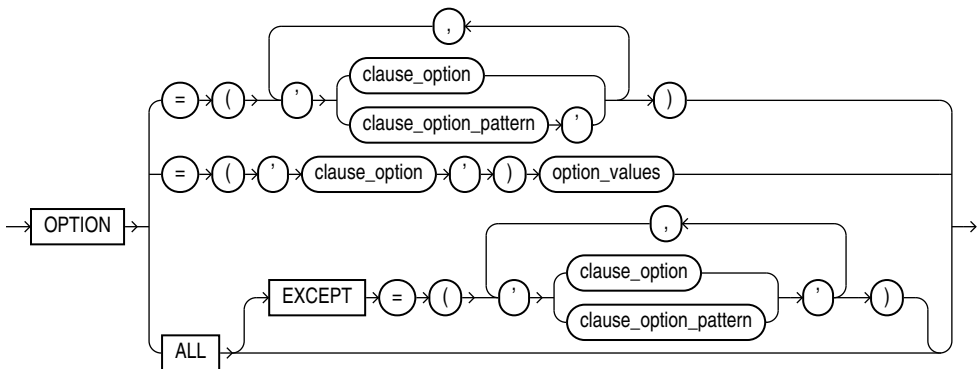 ,
clause_option
= ( ’ clause_option_pattern ’ )
= ( ’ clause_option ’ ) option_values
OPTION
,
clause_option
EXCEPT = ( ’ clause_option_pattern ’ )
ALL